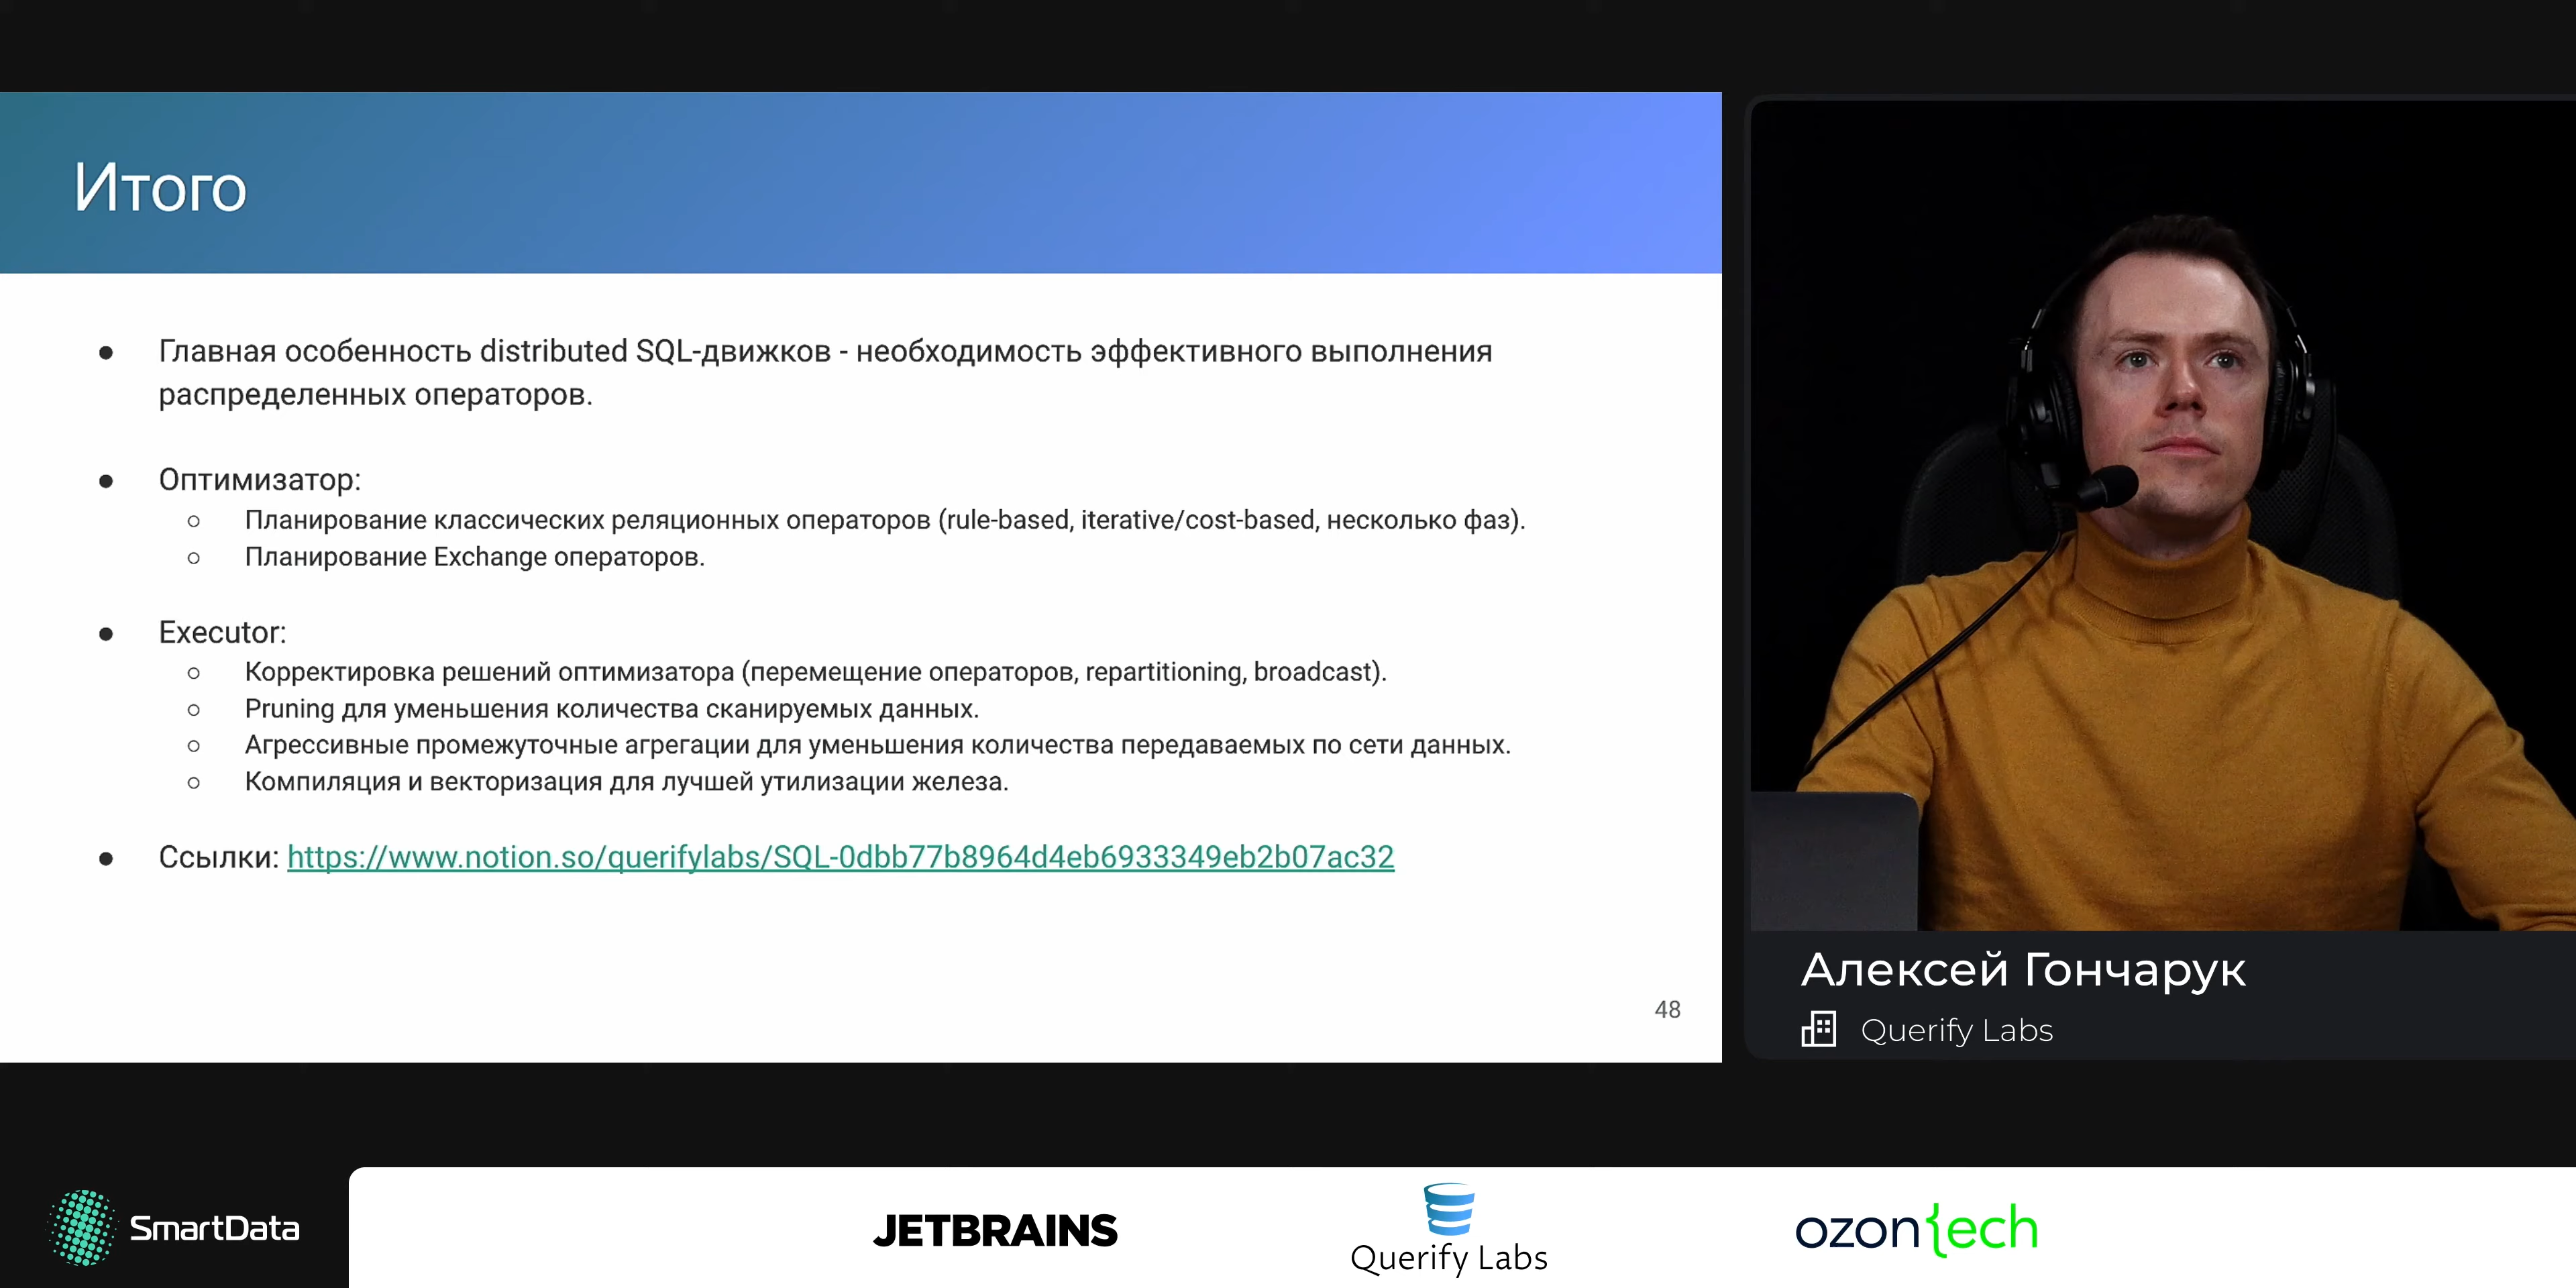 Итого
● Главная особенность distributed SQL-движков - необходимость эффективного выполнения
распределенных операторов.
● Оптимизатор:
○ Планирование классических реляционных операторов (rule-based, iterative/cost-based, несколько фаз).
○ Планирование Exchange операторов.
● Executor:
○ Корректировка решений оптимизатора (перемещение операторов, repartitioning, broadcast).
○ Pruning для уменьшения количества сканируемых данных.
○ Агрессивные промежуточные агрегации для уменьшения количества передаваемых по сети данных.
○ Компиляция и векторизация для лучшей утилизации железа.
● Ссылки: https://www.notion.so/querifylabs/SQL-0dbb77b8964d4eb6933349eb2b07ac32
48
Алексей Гончарук
Querify Labs
SmartData
JETBRAINS
Querify Labs
ozon{ech